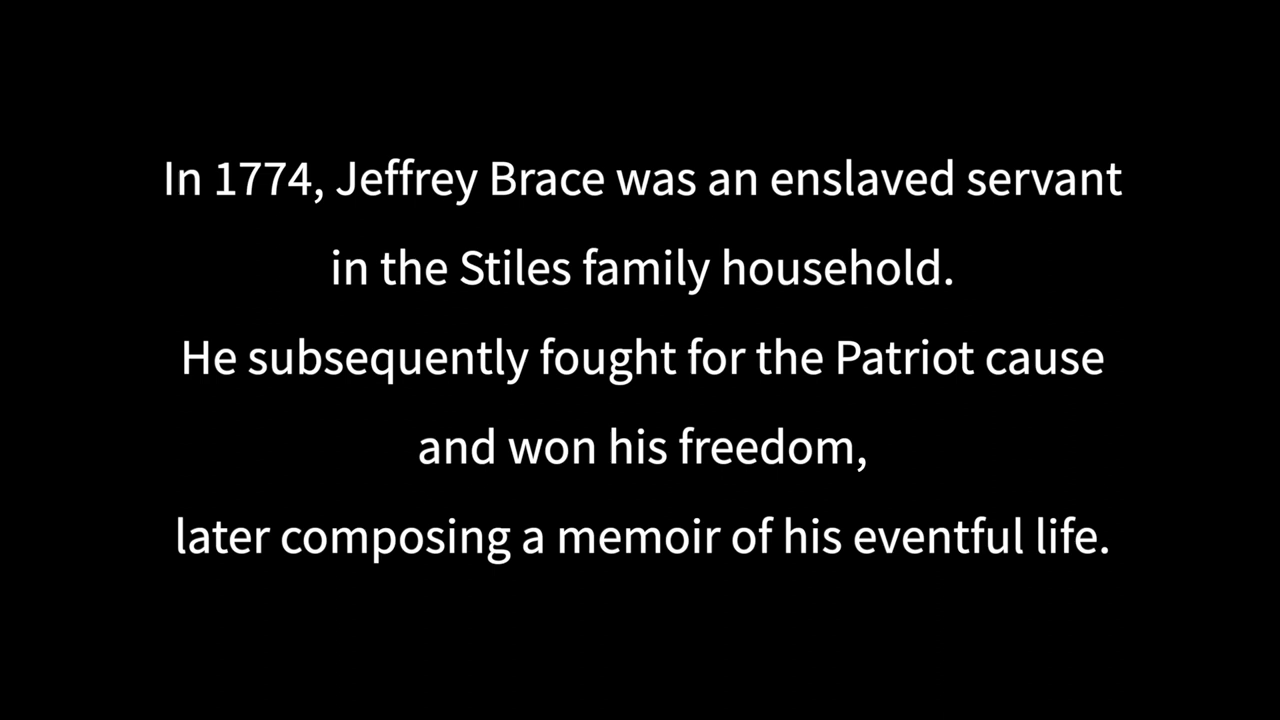 In 1774, Jeffrey Brace was an enslaved servant
in the Stiles family household.
He subsequently fought for the Patriot cause
and won his freedom,
later composing a memoir of his eventful life.